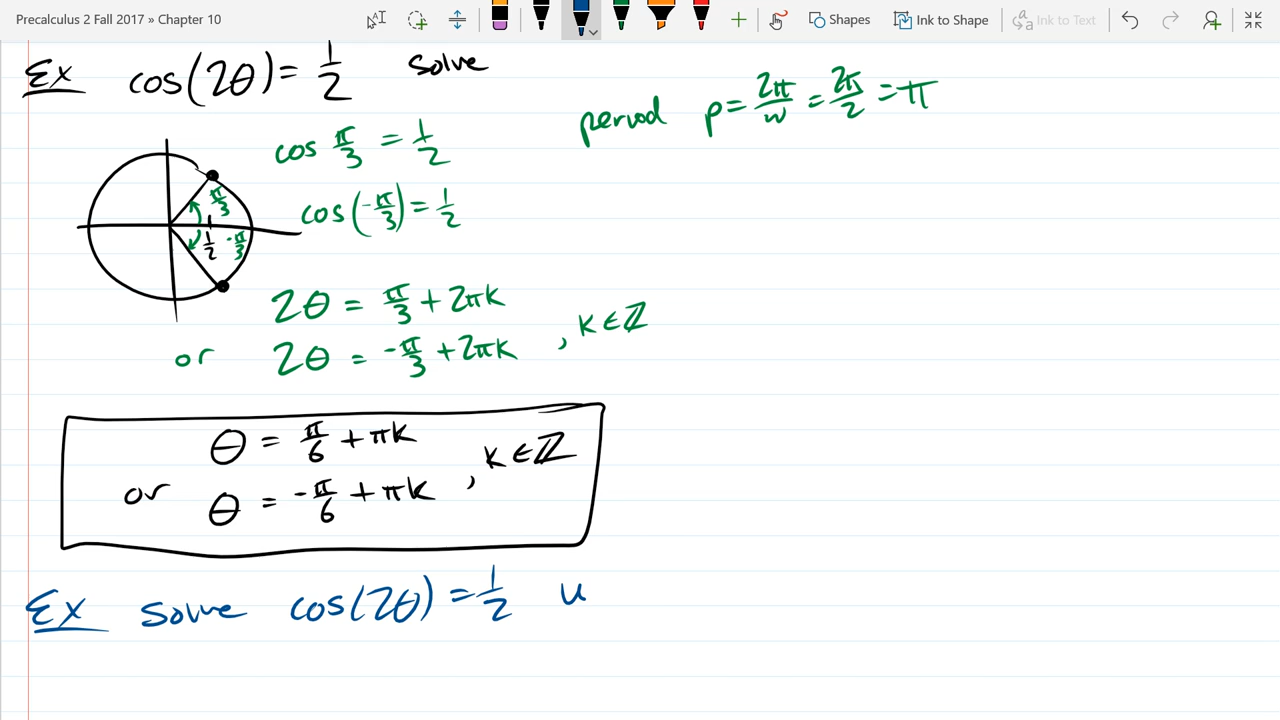 Precalculus 2 Fall 2017 » Chapter 10
Shapes
Ink to Shape
Ink to Text
Ex cos(2θ) = 1/2 solve
period p = 2π/w = 2π/2 = π
cos π/3 = 1/2
cos(-π/3) = 1/2
π/3
1/2 -π/3
2θ = π/3 + 2πk
or 2θ = -π/3 + 2πk , k ∈ ℤ
θ = π/6 + πk
or θ = -π/6 + πk , k ∈ ℤ
Ex solve cos(2θ) = 1/2 u